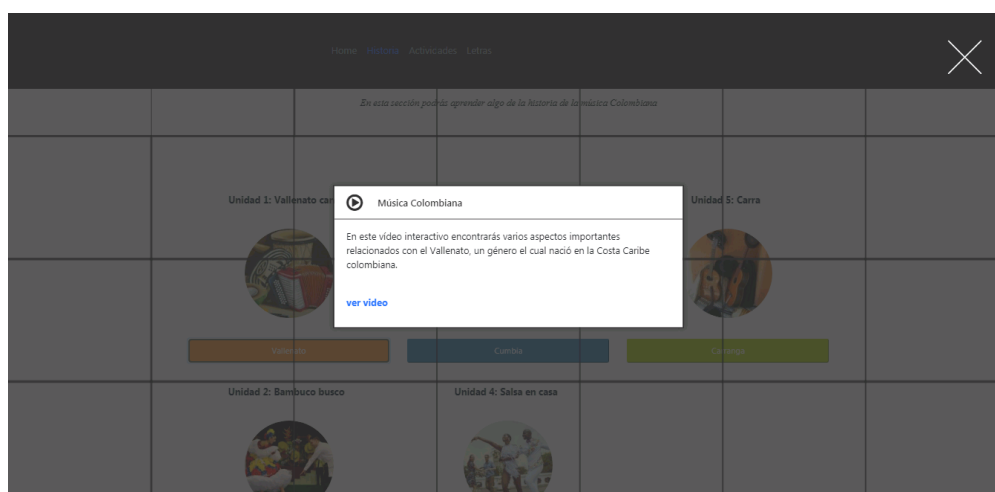 Home Historia Actividades Letras
En esta sección podrás aprender algo de la historia de la música Colombiana
Unidad 1: Vallenato
Unidad 5: Carra
Música Colombiana
En este vídeo interactivo encontrarás varios aspectos importantes
relacionados con el Vallenato, un género el cual nació en la Costa Caribe
colombiana.
ver video
Vallenato
Cumbia
Unidad 2: Bambuco busco
Unidad 4: Salsa en casa